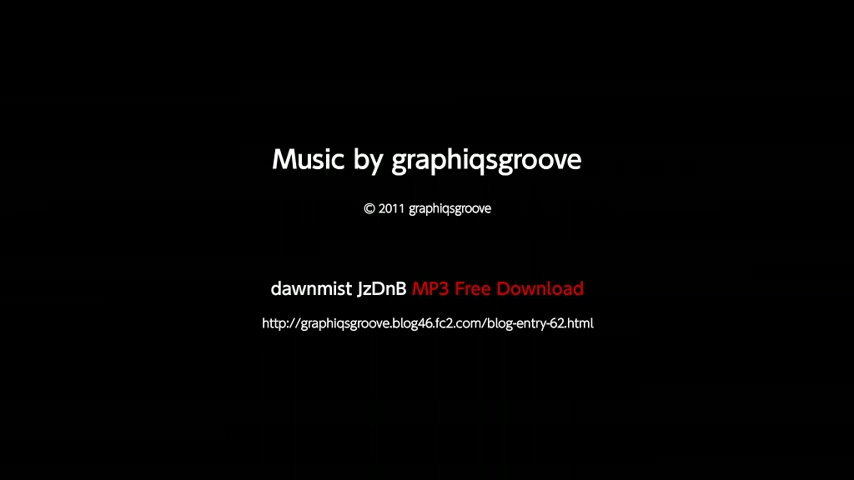 Music by graphiqsgroove
© 2011 graphiqsgroove
dawnmist JzDnB MP3 Free Download
http://graphiqsgroove.blog46.fc2.com/blog-entry-62.html